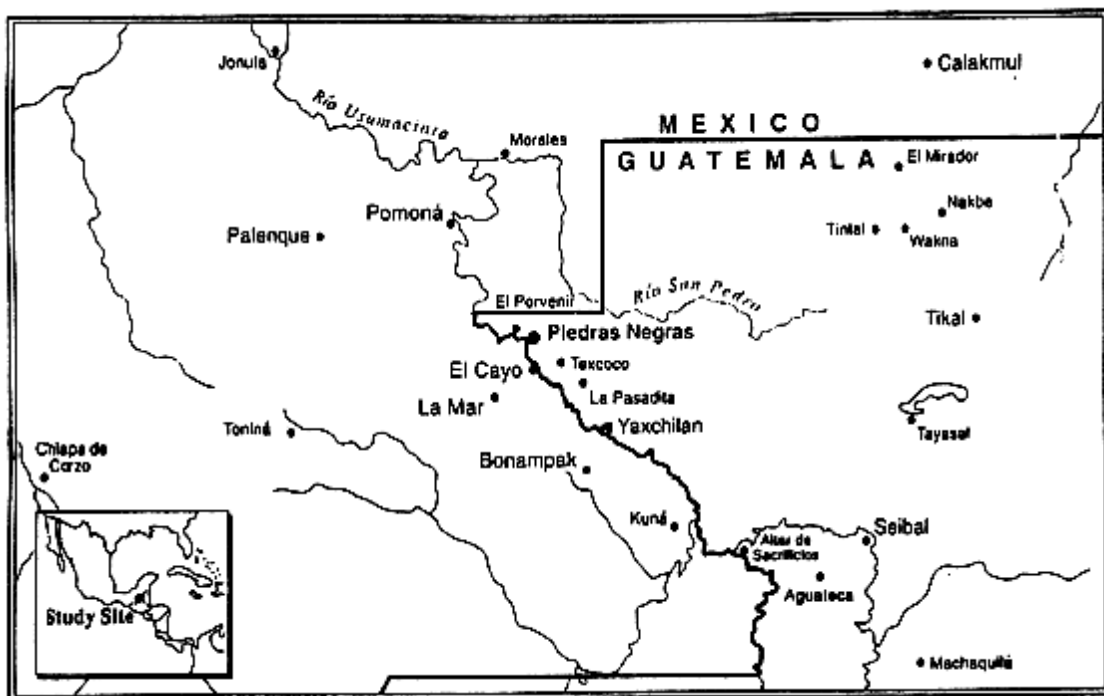 Jonuta
Calakmul
Río Usumacinta
MEXICO
Morales
GUATEMALA
El Mirador
Pomoná
Nakbe
Palenque
Tintal
Wakna
El Porvenir
Río San Pedro
Tikal
Piedras Negras
Texcoco
El Cayo
La Pasadita
La Mar
Toniná
Yaxchilan
Tayasal
Chiapa de
Corzo
Bonampak
Kuná
Seibal
Altar de
Sacrificios
Aguateca
Study Site
Machaquilá